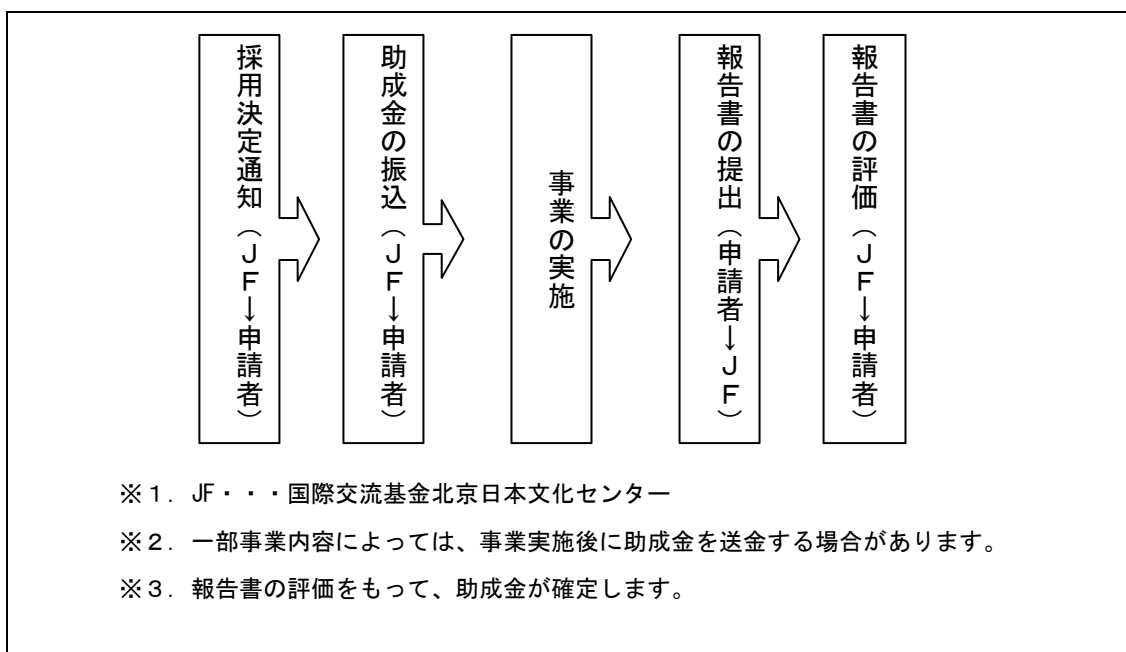 採用決定通知（ＪＦ→申請者）
助成金の振込（ＪＦ→申請者）
事業の実施
報告書の提出（申請者→ＪＦ）
報告書の評価（ＪＦ→申請者）
※１．JF・・・国際交流基金北京日本文化センター
※２．一部事業内容によっては、事業実施後に助成金を送金する場合があります。
※３．報告書の評価をもって、助成金が確定します。